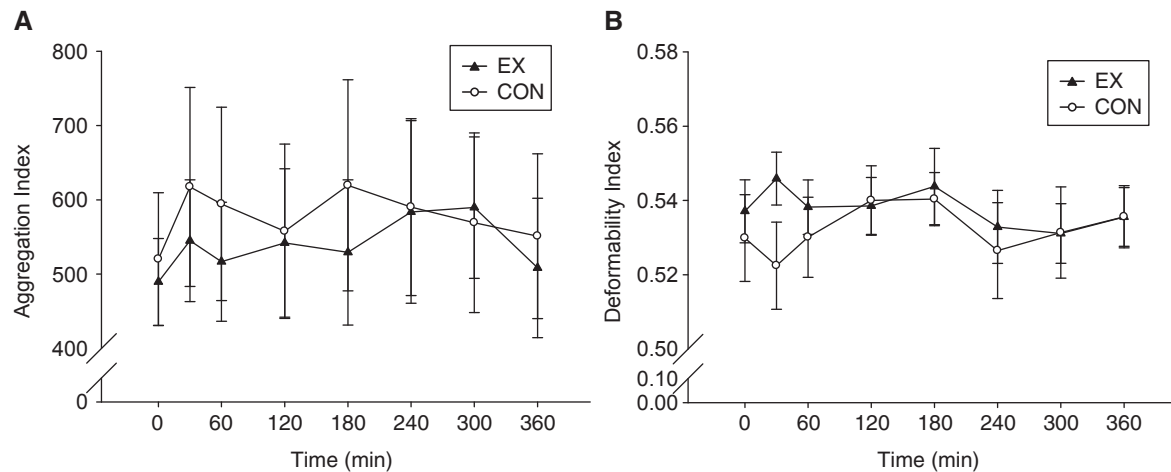 A
800
700
600
500
400
0
Aggregation Index
EX
CON
0 60 120 180 240 300 360
Time (min)
B
0.58
0.56
0.54
0.52
0.50
0.10
0.00
Deformability Index
EX
CON
0 60 120 180 240 300 360
Time (min)